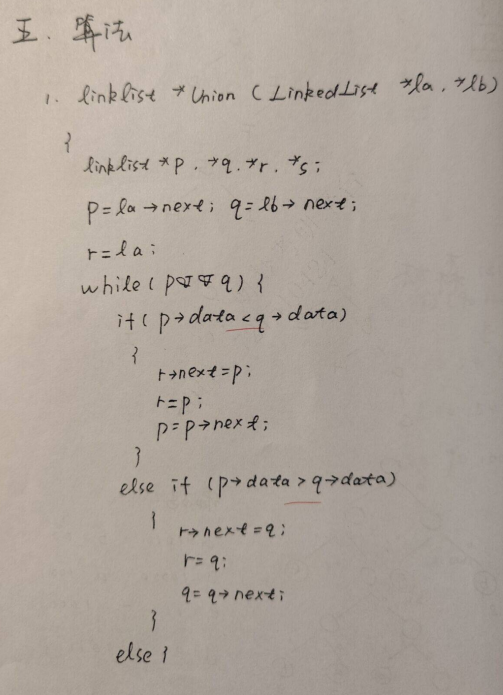 五. 算法
1. linklist *Union (LinkedList *la, *lb)
{
linklist *p, *q, *r, *s;
p=la→next; q=lb→next;
r=la;
while(p&&q) {
if(p→data<q→data)
{
r→next=p;
r=p;
p=p→next;
}
else if (p→data>q→data)
{
r→next=q;
r=q;
q=q→next;
}
else {